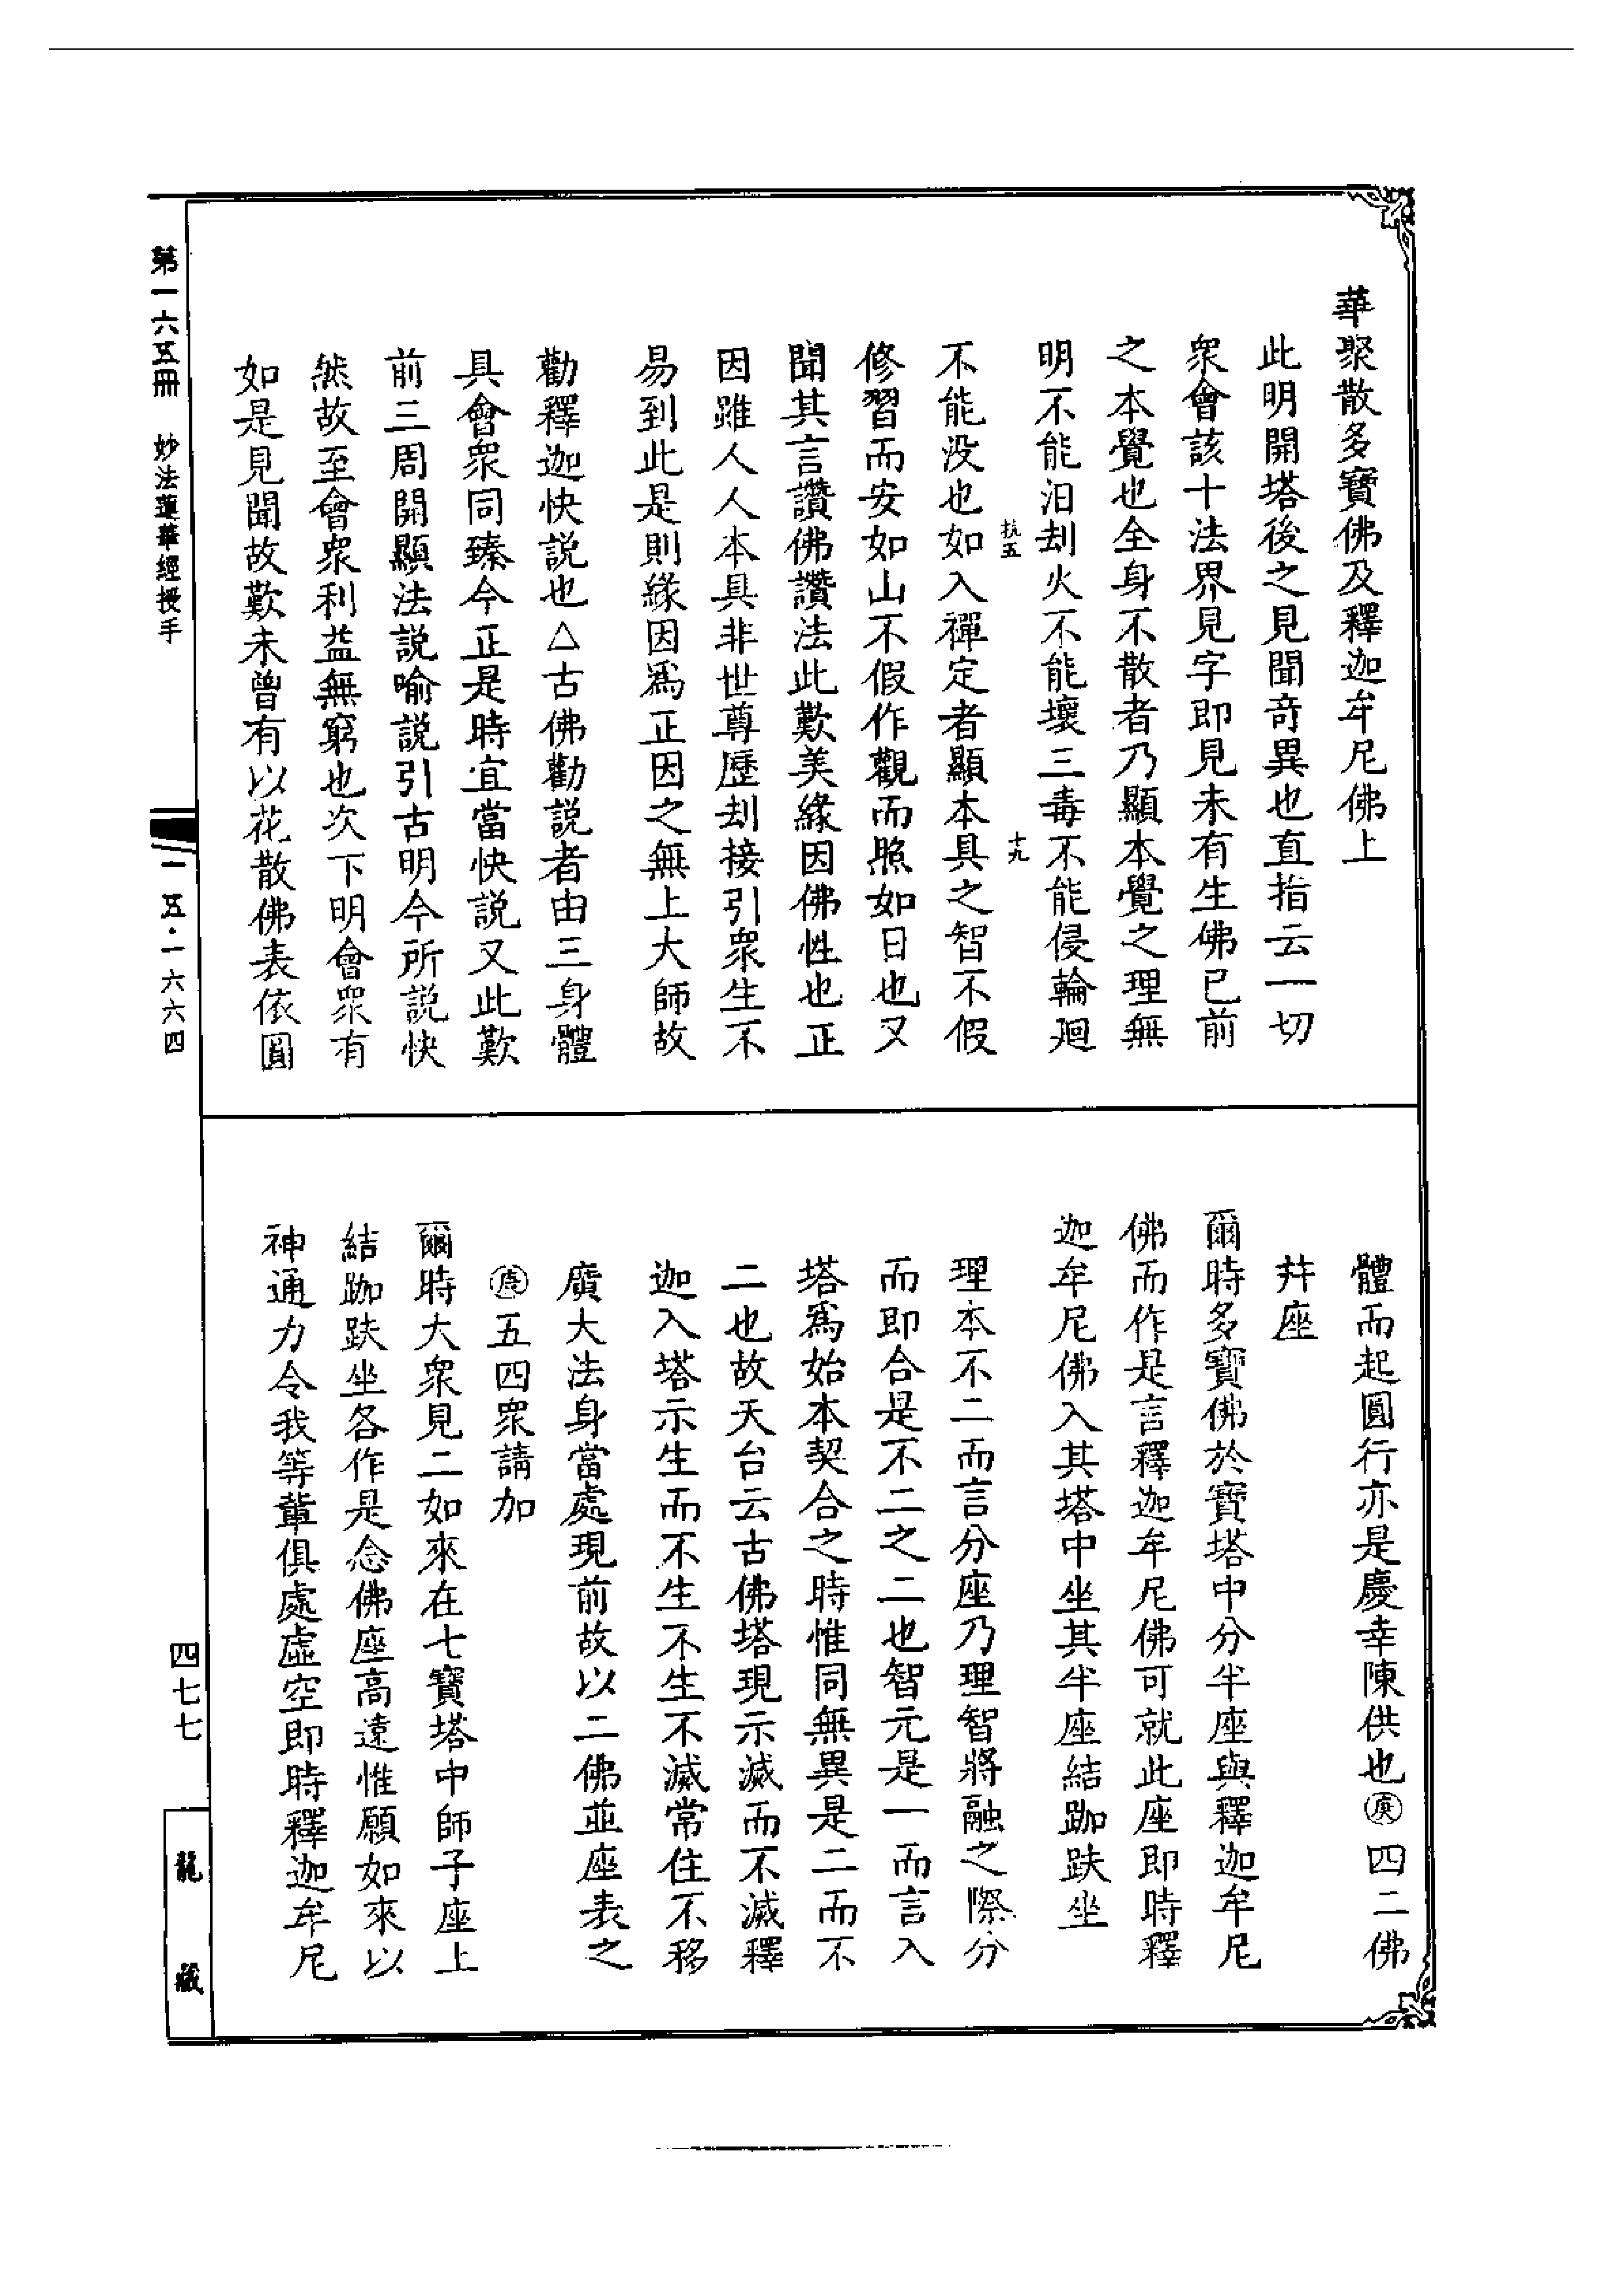 華聚散多寶佛及釋迦牟尼佛上
此明開塔後之見聞奇異也直指云一切
衆會該十法界見字即見未有生佛已前
之本覺也全身不散者乃顯本覺之理無
明不能汩刦火不能壞三毒不能侵輪廻
抗五
十九
不能没也如入禪定者顯本具之智不假
修習而安如山不假作觀而照如日也又
聞其言讚佛讚法此歎美緣因佛性也正
因雖人人本具非世尊歷刦接引衆生不
易到此是則緣因爲正因之無上大師故
勸釋迦快説也△古佛勸説者由三身體
具會衆同臻今正是時宜當快説又此歎
前三周開顯法説喻説引古明今所説快
然故至會衆利益無窮也次下明會衆有
如是見聞故歎未曾有以花散佛表依圓
體而起圓行亦是慶幸陳供也㊎四二佛
幷座
爾時多寶佛於寶塔中分半座與釋迦牟尼
佛而作是言釋迦牟尼佛可就此座即時釋
迦牟尼佛入其塔中坐其半座結跏趺坐
理本不二而言分座乃理智將融之際分
而即合是不二之二也智元是一而言入
塔爲始本契合之時惟同無異是二而不
二也故天台云古佛塔現示滅而不滅釋
迦入塔示生而不生不生不滅常住不移
廣大法身當處現前故以二佛並座表之
庚五四衆請加
爾時大衆見二如來在七寶塔中師子座上
結跏趺坐各作是念佛座高遠惟願如來以
神通力令我等輩俱處虛空即時釋迦牟尼
第一六五冊 妙法蓮華經授手
一五·一六六四
四七七
龍藏